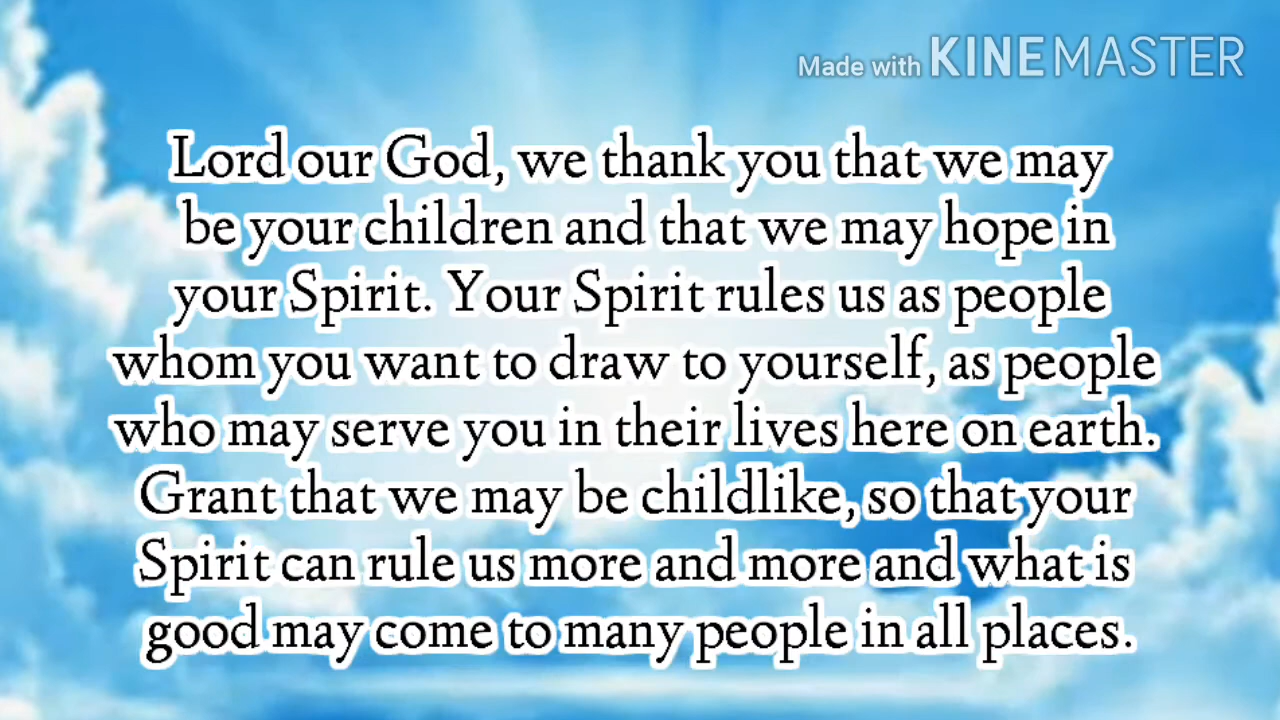 Made with KINEMASTER
Lord our God, we thank you that we may
be your children and that we may hope in
your Spirit. Your Spirit rules us as people
whom you want to draw to yourself, as people
who may serve you in their lives here on earth.
Grant that we may be childlike, so that your
Spirit can rule us more and more and what is
good may come to many people in all places.